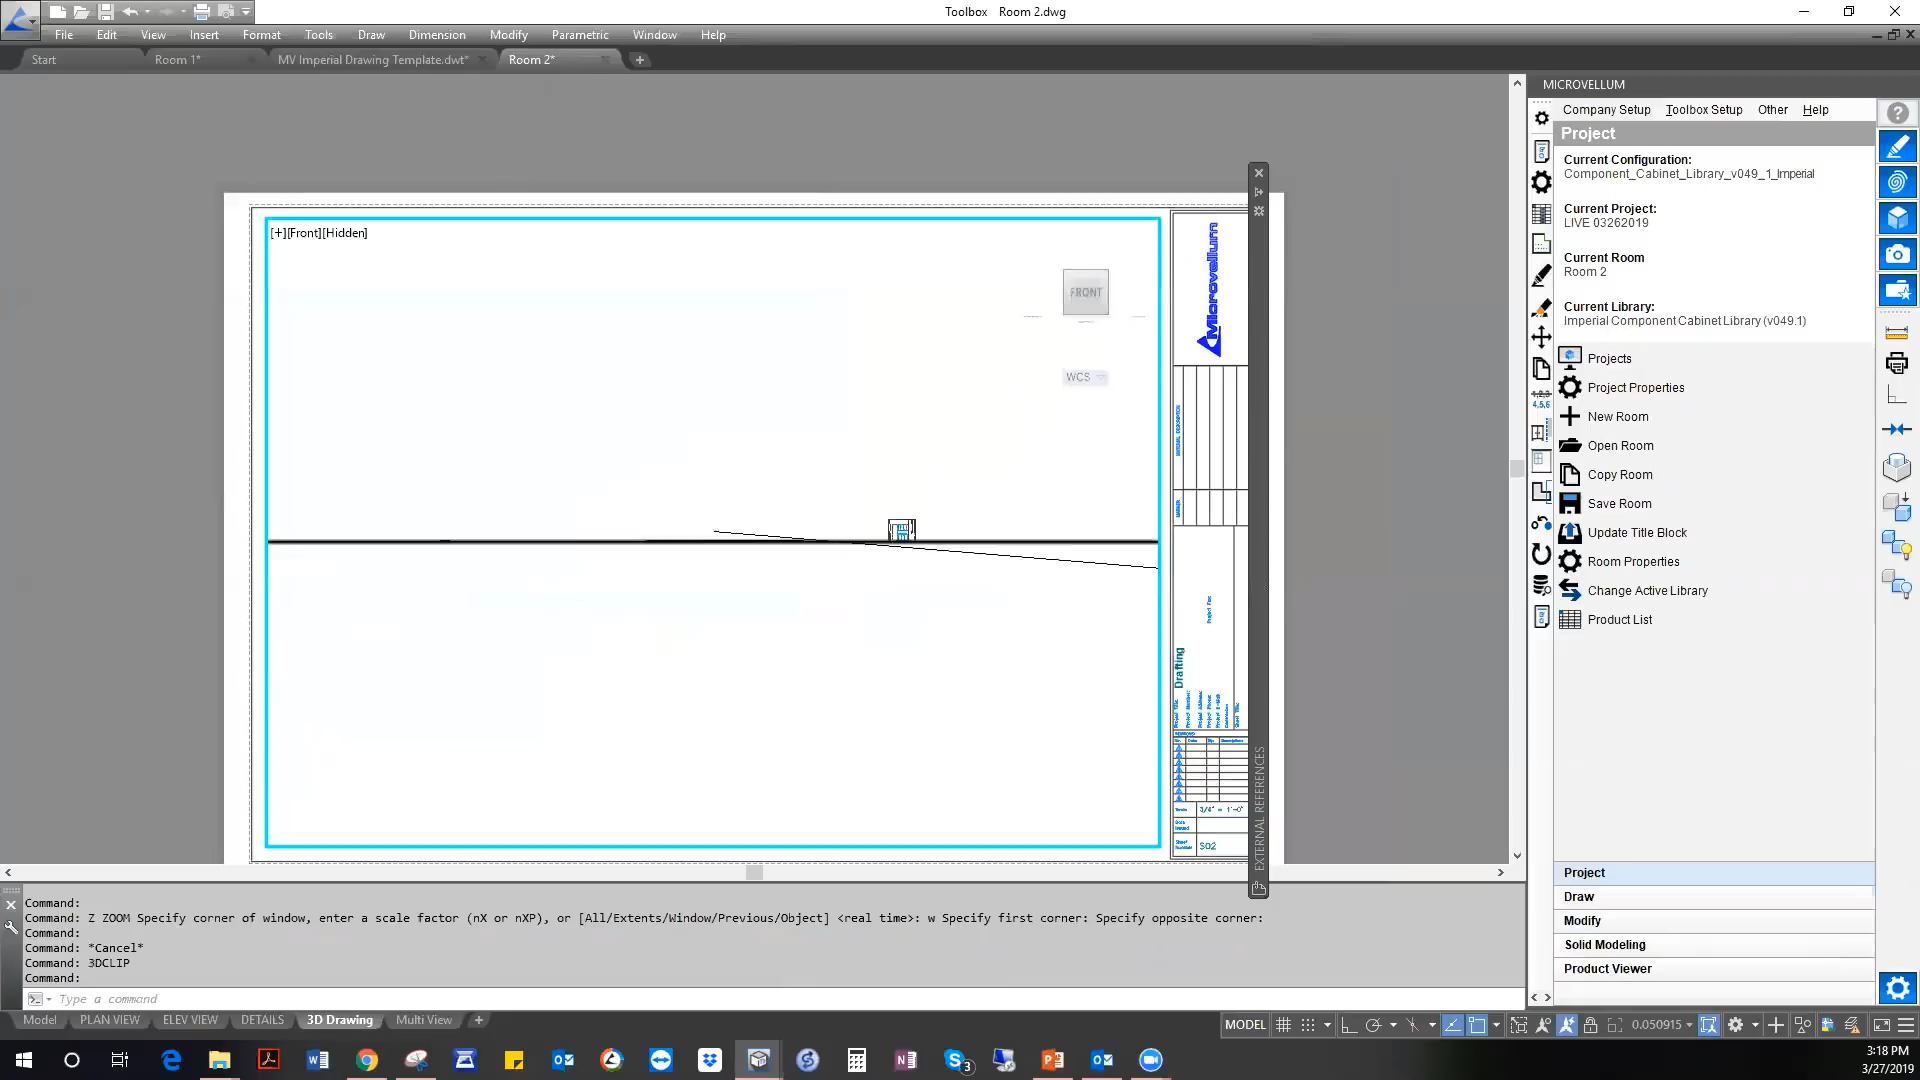 Toolbox   Room 2.dwg
File Edit View Insert Format Tools Draw Dimension Modify Parametric Window Help
Start Room 1* MV Imperial Drawing Template.dwt* Room 2*
MICROVELLUM
Company Setup Toolbox Setup Other Help
Project
Current Configuration:
Component_Cabinet_Library_v049_1_Imperial
Current Project:
LIVE 03262019
Current Room
Room 2
Current Library:
Imperial Component Cabinet Library (v049.1)
Projects
Project Properties
New Room
Open Room
Copy Room
Save Room
Update Title Block
Room Properties
Change Active Library
Product List
Project
Draw
Modify
Solid Modeling
Product Viewer
[+][Front][Hidden]
FRONT
WCS
Microvellum
Drafting
3/4" = 1'-0"
S02
EXTERNAL REFERENCES
Command:
Command: Z ZOOM Specify corner of window, enter a scale factor (nX or nXP), or [All/Extents/Window/Previous/Object] <real time>: w Specify first corner: Specify opposite corner:
Command:
Command: *Cancel*
Command: 3DCLIP
Command:
Type a command
Model PLAN VIEW ELEV VIEW DETAILS 3D Drawing Multi View
MODEL 0.050915
3:18 PM
3/27/2019